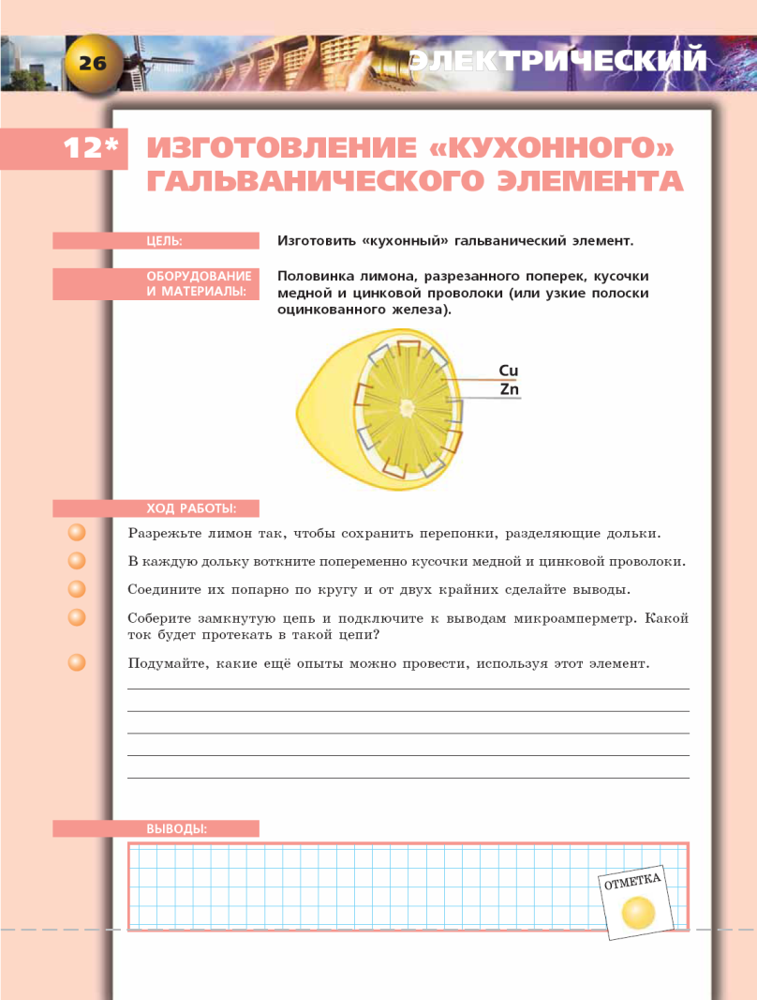 26
ЭЛЕКТРИЧЕСКИЙ
12* ИЗГОТОВЛЕНИЕ «КУХОННОГО»
ГАЛЬВАНИЧЕСКОГО ЭЛЕМЕНТА
ЦЕЛЬ:
Изготовить «кухонный» гальванический элемент.
ОБОРУДОВАНИЕ
И МАТЕРИАЛЫ:
Половинка лимона, разрезанного поперек, кусочки
медной и цинковой проволоки (или узкие полоски
оцинкованного железа).
Cu
Zn
ХОД РАБОТЫ:
Разрежьте лимон так, чтобы сохранить перепонки, разделяющие дольки.
В каждую дольку воткните попеременно кусочки медной и цинковой проволоки.
Соедините их попарно по кругу и от двух крайних сделайте выводы.
Соберите замкнутую цепь и подключите к выводам микроамперметр. Какой
ток будет протекать в такой цепи?
Подумайте, какие ещё опыты можно провести, используя этот элемент.
ВЫВОДЫ:
ОТМЕТКА